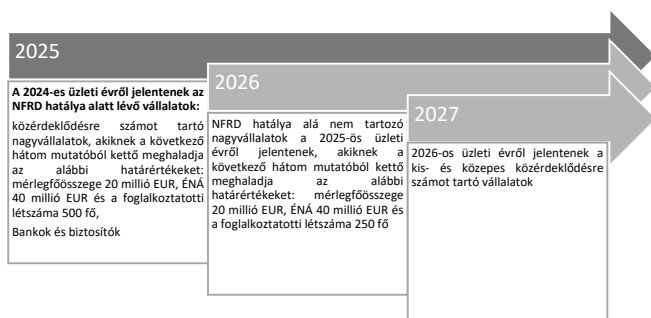 2025
A 2024-es üzleti évről jelentenek az
NFRD hatálya alatt lévő vállalatok:
közérdeklődésre számot tartó
nagyvállalatok, akiknek a következő
hátom mutatóból kettő meghaladja
az alábbi határértékeket:
mérlegfőösszege 20 millió EUR, ÉNÁ
40 millió EUR és a foglalkoztatotti
létszáma 500 fő,
Bankok és biztosítók
2026
NFRD hatálya alá nem tartozó
nagyvállalatok a 2025-ös üzleti
évről jelentenek, akiknek a
következő hátom mutatóból kettő
meghaladja az alábbi
határértékeket: mérlegfőösszege
20 millió EUR, ÉNÁ 40 millió EUR és
a foglalkoztatotti létszáma 250 fő
2027
2026-os üzleti évről jelentenek a
kis- és közepes közérdeklődésre
számot tartó vállalatok